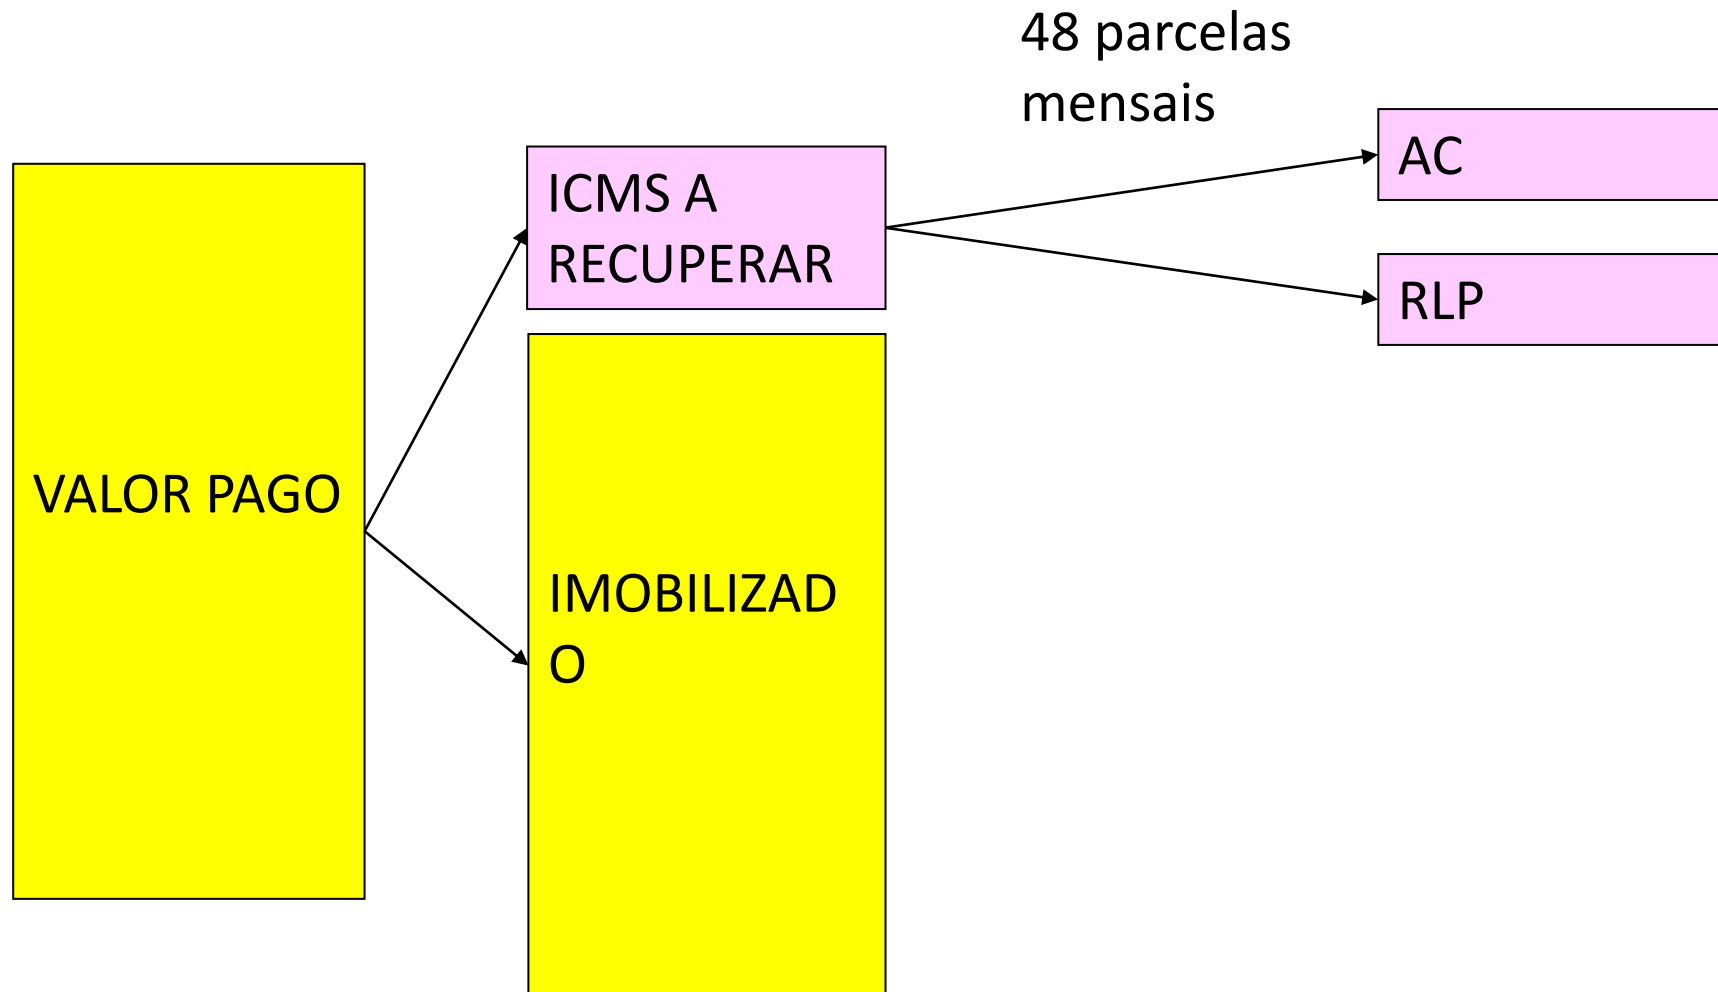 48 parcelas
mensais
AC
ICMS A
RECUPERAR
RLP
VALOR PAGO
IMOBILIZAD
O